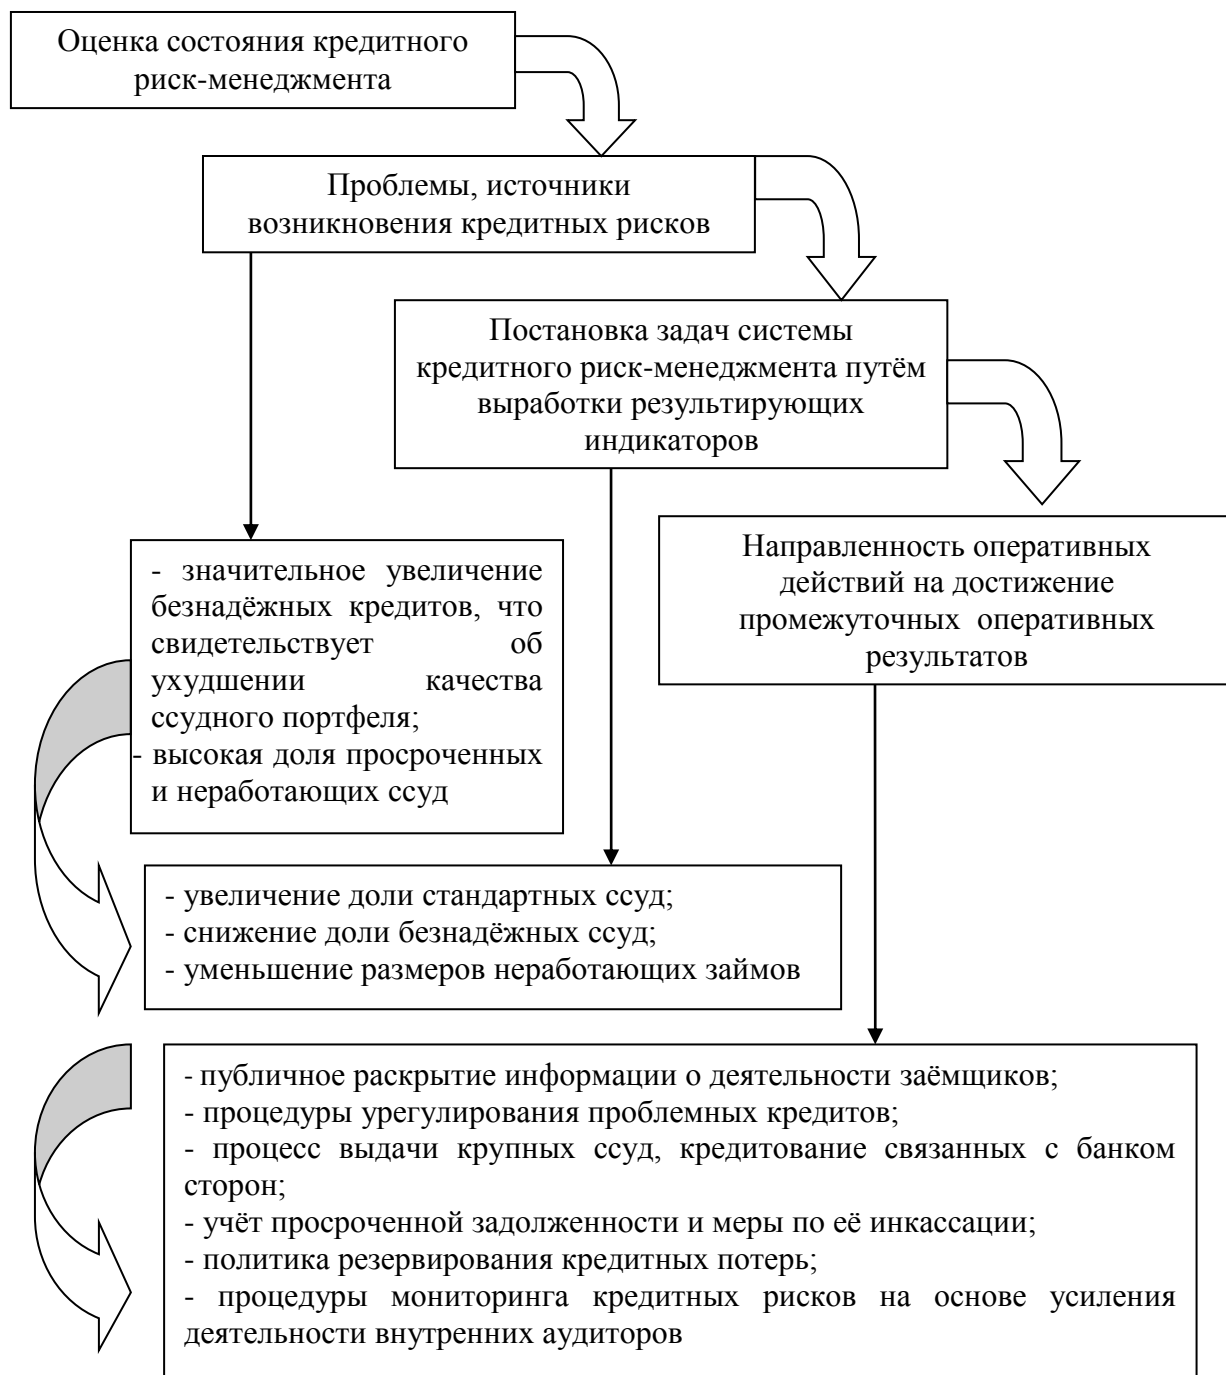 Оценка состояния кредитного
риск-менеджмента
Проблемы, источники
возникновения кредитных рисков
Постановка задач системы
кредитного риск-менеджмента путём
выработки результирующих
индикаторов
Направленность оперативных
действий на достижение
промежуточных оперативных
результатов
- значительное увеличение
безнадёжных кредитов, что
свидетельствует об
ухудшении качества
ссудного портфеля;
- высокая доля просроченных
и неработающих ссуд
- увеличение доли стандартных ссуд;
- снижение доли безнадёжных ссуд;
- уменьшение размеров неработающих займов
- публичное раскрытие информации о деятельности заёмщиков;
- процедуры урегулирования проблемных кредитов;
- процесс выдачи крупных ссуд, кредитование связанных с банком
сторон;
- учёт просроченной задолженности и меры по её инкассации;
- политика резервирования кредитных потерь;
- процедуры мониторинга кредитных рисков на основе усиления
деятельности внутренних аудиторов